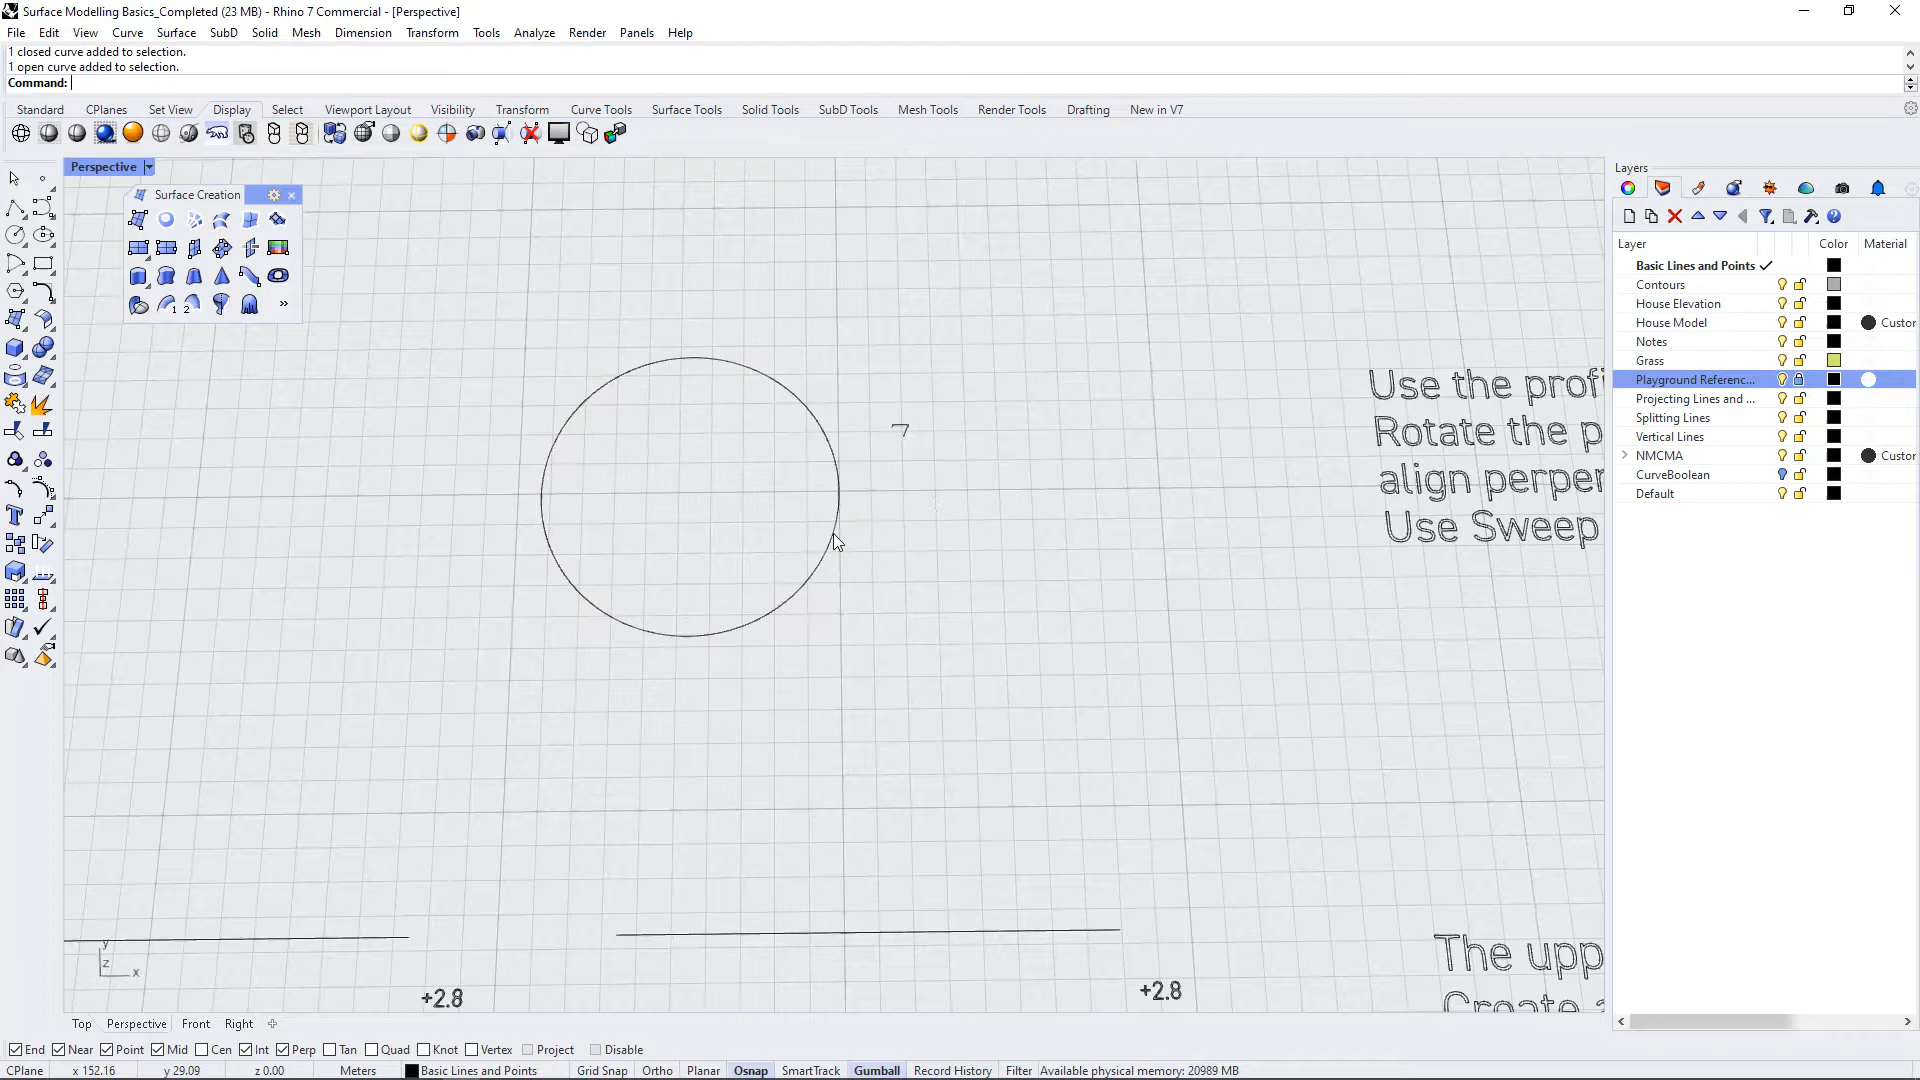 Surface Modelling Basics_Completed (23 MB) - Rhino 7 Commercial - [Perspective]
File Edit View Curve Surface SubD Solid Mesh Dimension Transform Tools Analyze Render Panels Help
1 closed curve added to selection.
1 open curve added to selection.
Command:
Standard CPlanes Set View Display Select Viewport Layout Visibility Transform Curve Tools Surface Tools Solid Tools SubD Tools Mesh Tools Render Tools Drafting New in V7
Perspective
Surface Creation
1 2
Layers
Layer Color Material
Basic Lines and Points
Contours
House Elevation
House Model Custor
Notes
Grass
Playground Referenc...
Projecting Lines and ...
Splitting Lines
Vertical Lines
NMCMA Custor
CurveBoolean
Default
Use the profi
Rotate the p
align perper
Use Sweep
The upp
Create a
y
z
x
+2.8
+2.8
Top Perspective Front Right
End Near Point Mid Cen Int Perp Tan Quad Knot Vertex Project Disable
CPlane x 152.16 y 29.09 z 0.00 Meters Basic Lines and Points Grid Snap Ortho Planar Osnap SmartTrack Gumball Record History Filter Available physical memory: 20989 MB